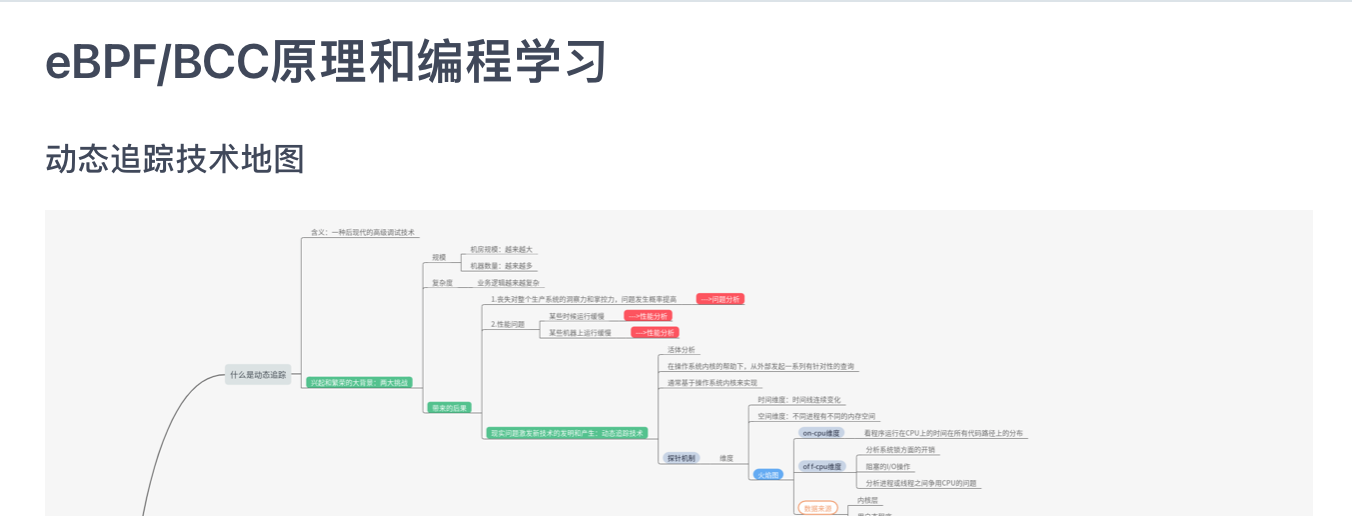 eBPF/BCC原理和编程学习
动态追踪技术地图
含义：一种后现代的高级调试技术
机房规模：越来越大
规模
机器数量：越来越多
复杂度
业务逻辑越来越复杂
1.丧失对整个生产系统的洞察力和掌控力，问题发生概率提高
--->问题分析
某些时候运行缓慢
--->性能分析
2.性能问题
某些机器上运行缓慢
--->性能分析
活体分析
在操作系统内核的帮助下，从外部发起一系列有针对性的查询
什么是动态追踪
兴起和繁荣的大背景：两大挑战
通常基于操作系统内核来实现
时间维度：时间线连续变化
带来的后果
空间维度：不同进程有不同的内存空间
现实问题激发新技术的发明和产生：动态追踪技术
on-cpu维度
看程序运行在CPU上的时间在所有代码路径上的分布
分析系统锁方面的开销
探针机制
维度
off-cpu维度
阻塞的I/O操作
火焰图
分析进程或线程之间争用CPU的问题
内核层
数据来源